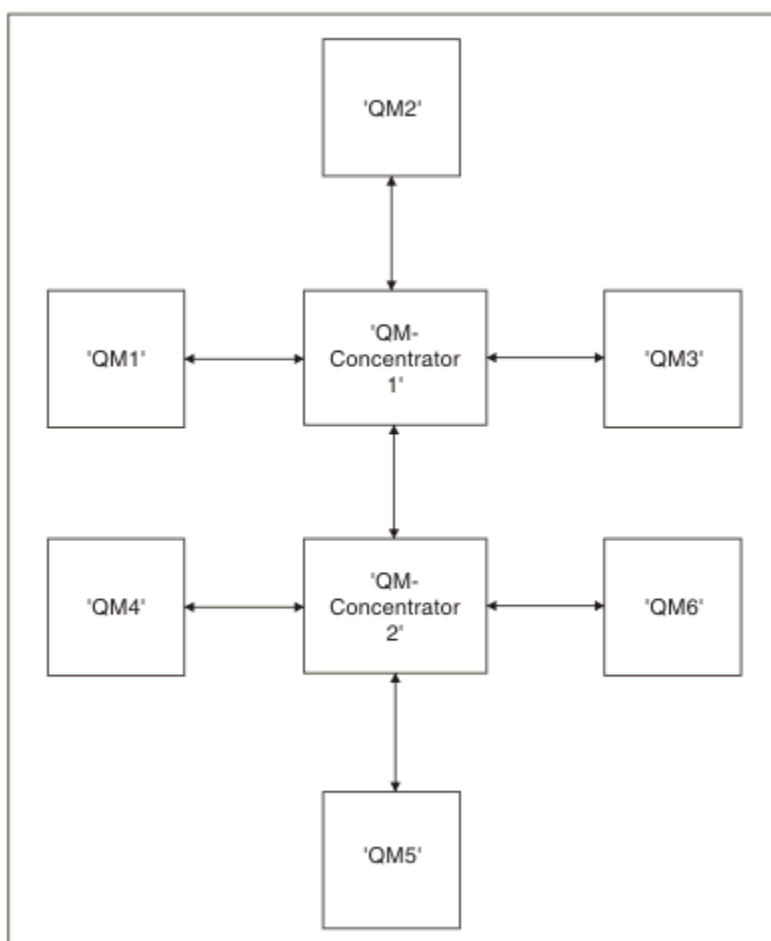 'QM2'
'QM1'
'QM-
Concentrator
1'
'QM3'
'QM4'
'QM-
Concentrator
2'
'QM6'
'QM5'